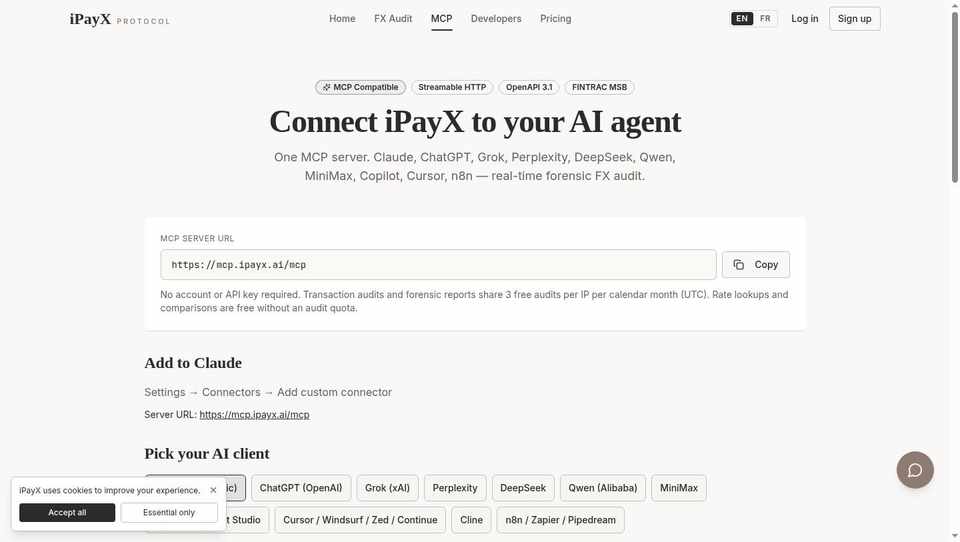 iPayX PROTOCOL
Home FX Audit MCP Developers Pricing
EN FR Log in Sign up
MCP Compatible Streamable HTTP OpenAPI 3.1 FINTRAC MSB
Connect iPayX to your AI agent
One MCP server. Claude, ChatGPT, Grok, Perplexity, DeepSeek, Qwen,
MiniMax, Copilot, Cursor, n8n — real-time forensic FX audit.
MCP SERVER URL
https://mcp.ipayx.ai/mcp
Copy
No account or API key required. Transaction audits and forensic reports share 3 free audits per IP per calendar month (UTC). Rate lookups and
comparisons are free without an audit quota.
Add to Claude
Settings → Connectors → Add custom connector
Server URL: https://mcp.ipayx.ai/mcp
Pick your AI client
ic) ChatGPT (OpenAI) Grok (xAI) Perplexity DeepSeek Qwen (Alibaba) MiniMax
t Studio Cursor / Windsurf / Zed / Continue Cline n8n / Zapier / Pipedream
iPayX uses cookies to improve your experience.
Accept all Essential only